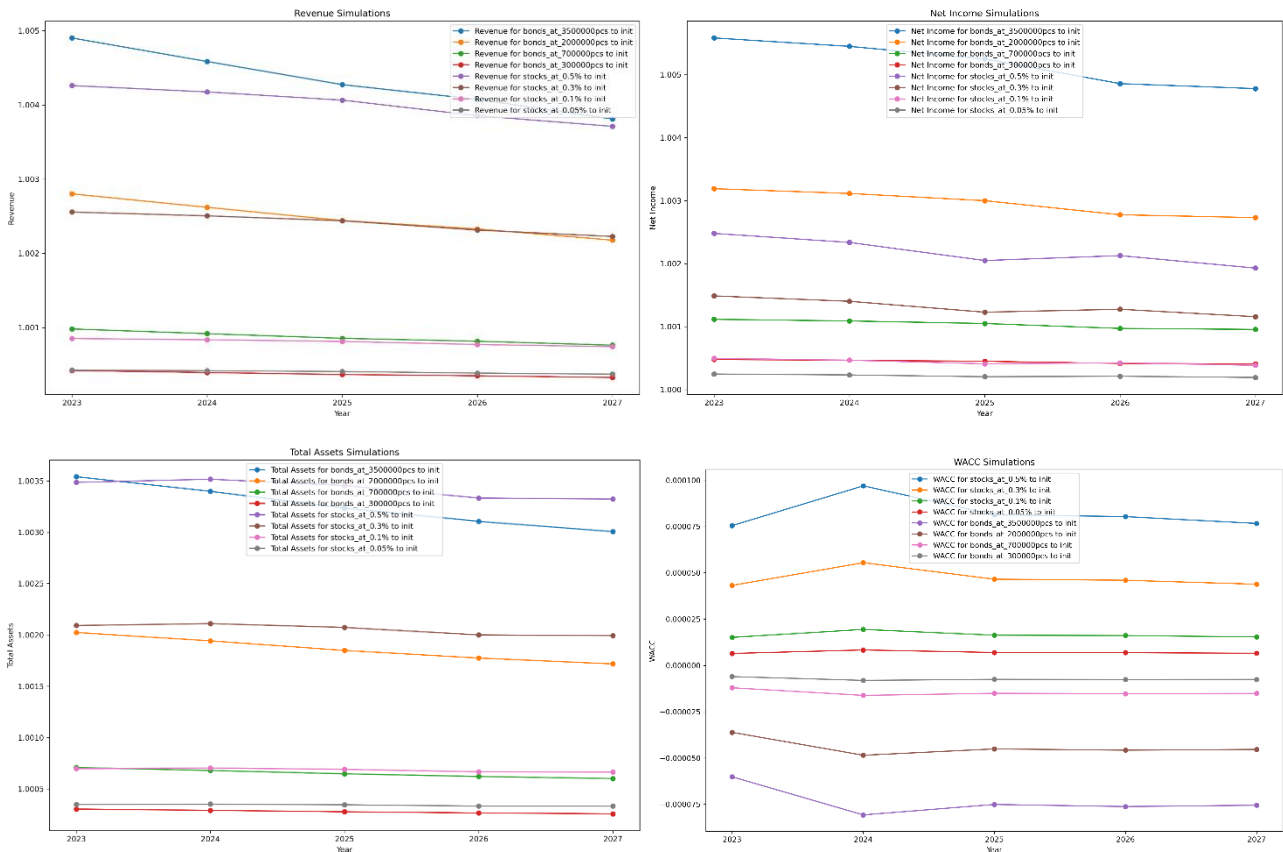 Revenue Simulations
Revenue for bonds_at_3500000pcs to init
Revenue for bonds_at_2000000pcs to init
Revenue for bonds_at_700000pcs to init
Revenue for bonds_at_300000pcs to init
Revenue for stocks_at_0.5% to init
Revenue for stocks_at_0.3% to init
Revenue for stocks_at_0.1% to init
Revenue for stocks_at_0.05% to init
1.005
1.004
1.003
1.002
1.001
Revenue
2023
2024
2025
2026
2027
Year
Net Income Simulations
Net Income for bonds_at_3500000pcs to init
Net Income for bonds_at_2000000pcs to init
Net Income for bonds_at_700000pcs to init
Net Income for bonds_at_300000pcs to init
Net Income for stocks_at_0.5% to init
Net Income for stocks_at_0.3% to init
Net Income for stocks_at_0.1% to init
Net Income for stocks_at_0.05% to init
1.005
1.004
1.003
1.002
1.001
1.000
Net Income
2023
2024
2025
2026
2027
Year
Total Assets Simulations
Total Assets for bonds_at_3500000pcs to init
Total Assets for bonds_at_2000000pcs to init
Total Assets for bonds_at_700000pcs to init
Total Assets for bonds_at_300000pcs to init
Total Assets for stocks_at_0.5% to init
Total Assets for stocks_at_0.3% to init
Total Assets for stocks_at_0.1% to init
Total Assets for stocks_at_0.05% to init
1.0035
1.0030
1.0025
1.0020
1.0015
1.0010
1.0005
Total Assets
2023
2024
2025
2026
2027
Year
WACC Simulations
WACC for stocks_at_0.5% to init
WACC for stocks_at_0.3% to init
WACC for stocks_at_0.1% to init
WACC for stocks_at_0.05% to init
WACC for bonds_at_3500000pcs to init
WACC for bonds_at_2000000pcs to init
WACC for bonds_at_700000pcs to init
WACC for bonds_at_300000pcs to init
0.000100
0.000075
0.000050
0.000025
0.000000
−0.000025
−0.000050
−0.000075
WACC
2023
2024
2025
2026
2027
Year